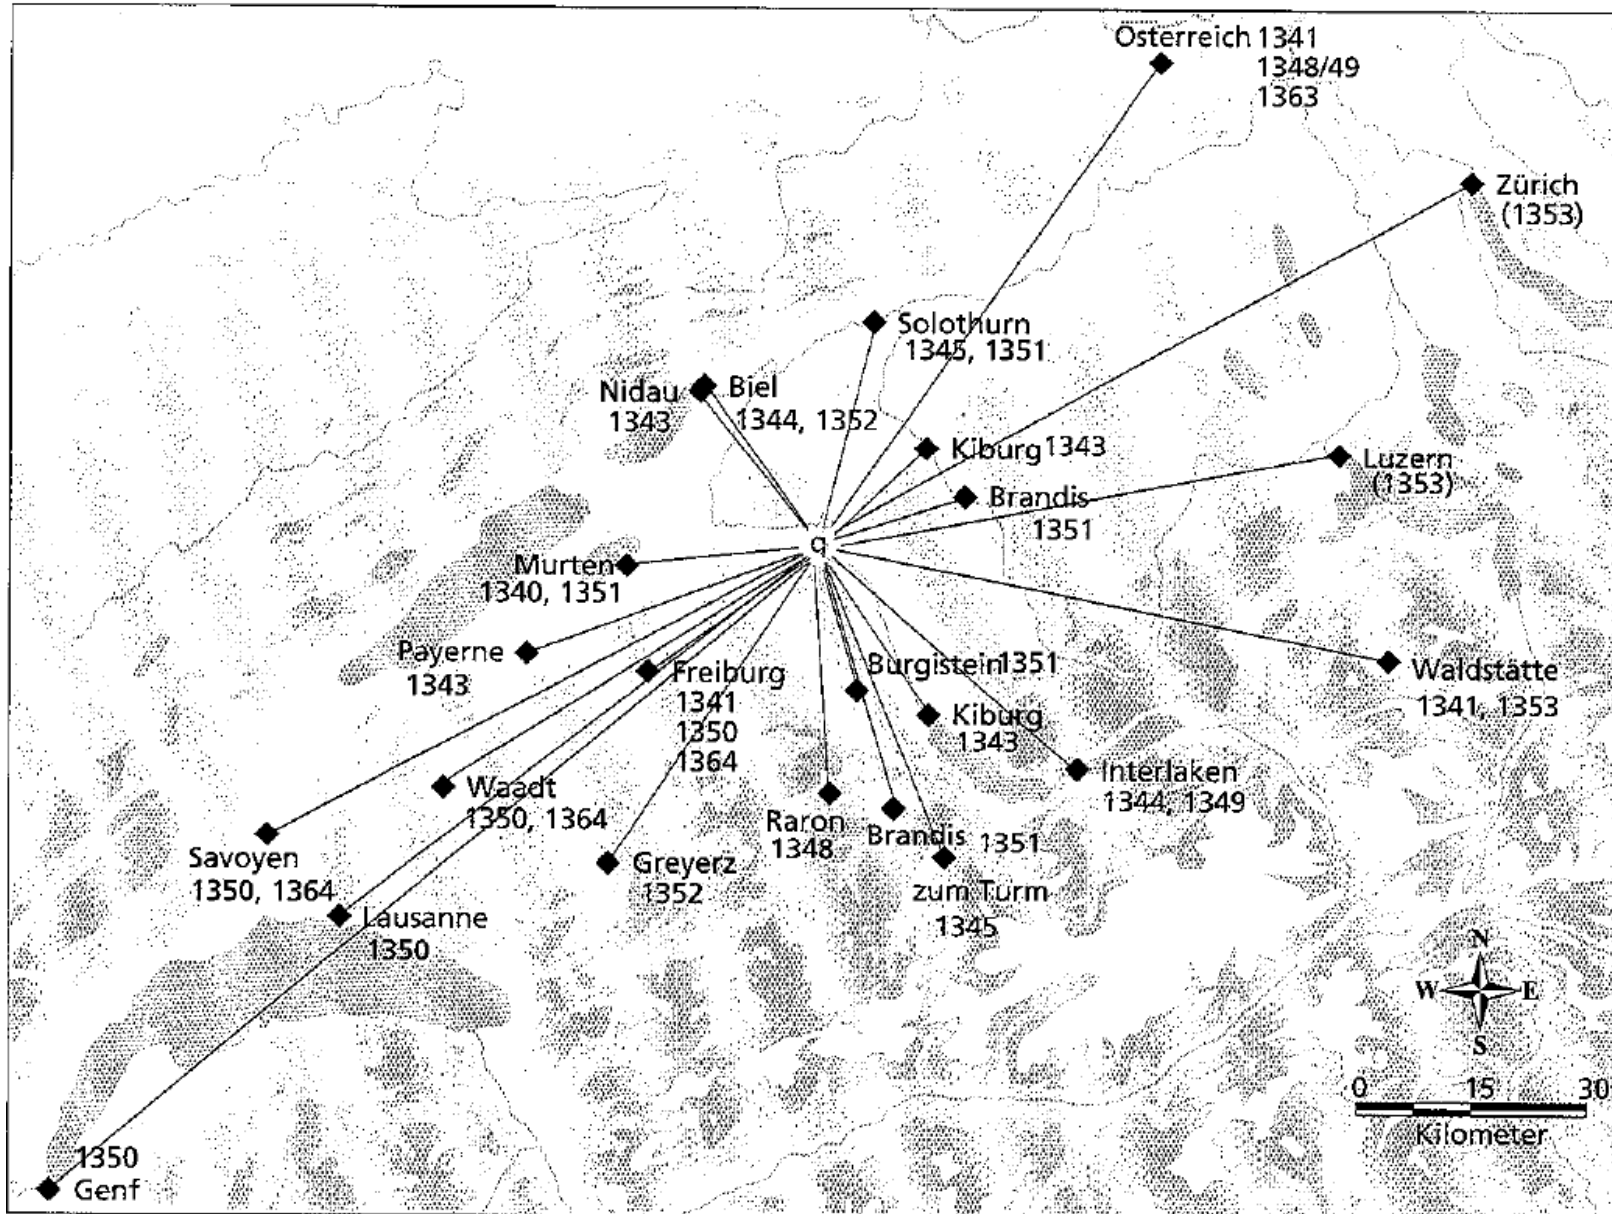 Österreich 1341
1348/49
1363
Zürich
(1353)
Solothurn
1345, 1351
Nidau
1343
Biel
1344, 1352
Kiburg 1343
Luzern
(1353)
Brandis
1351
q
Murten
1340, 1351
Payerne
1343
Freiburg
1341
1350
1364
Burgistein 1351
Waldstätte
1341, 1353
Kiburg
1343
Interlaken
1344, 1349
Waadt
1350, 1364
Raron
1348
Brandis 1351
Savoyen
1350, 1364
Greyerz
1352
zum Turm
1345
Lausanne
1350
N
W E
S
0 15 30
Kilometer
1350
Genf